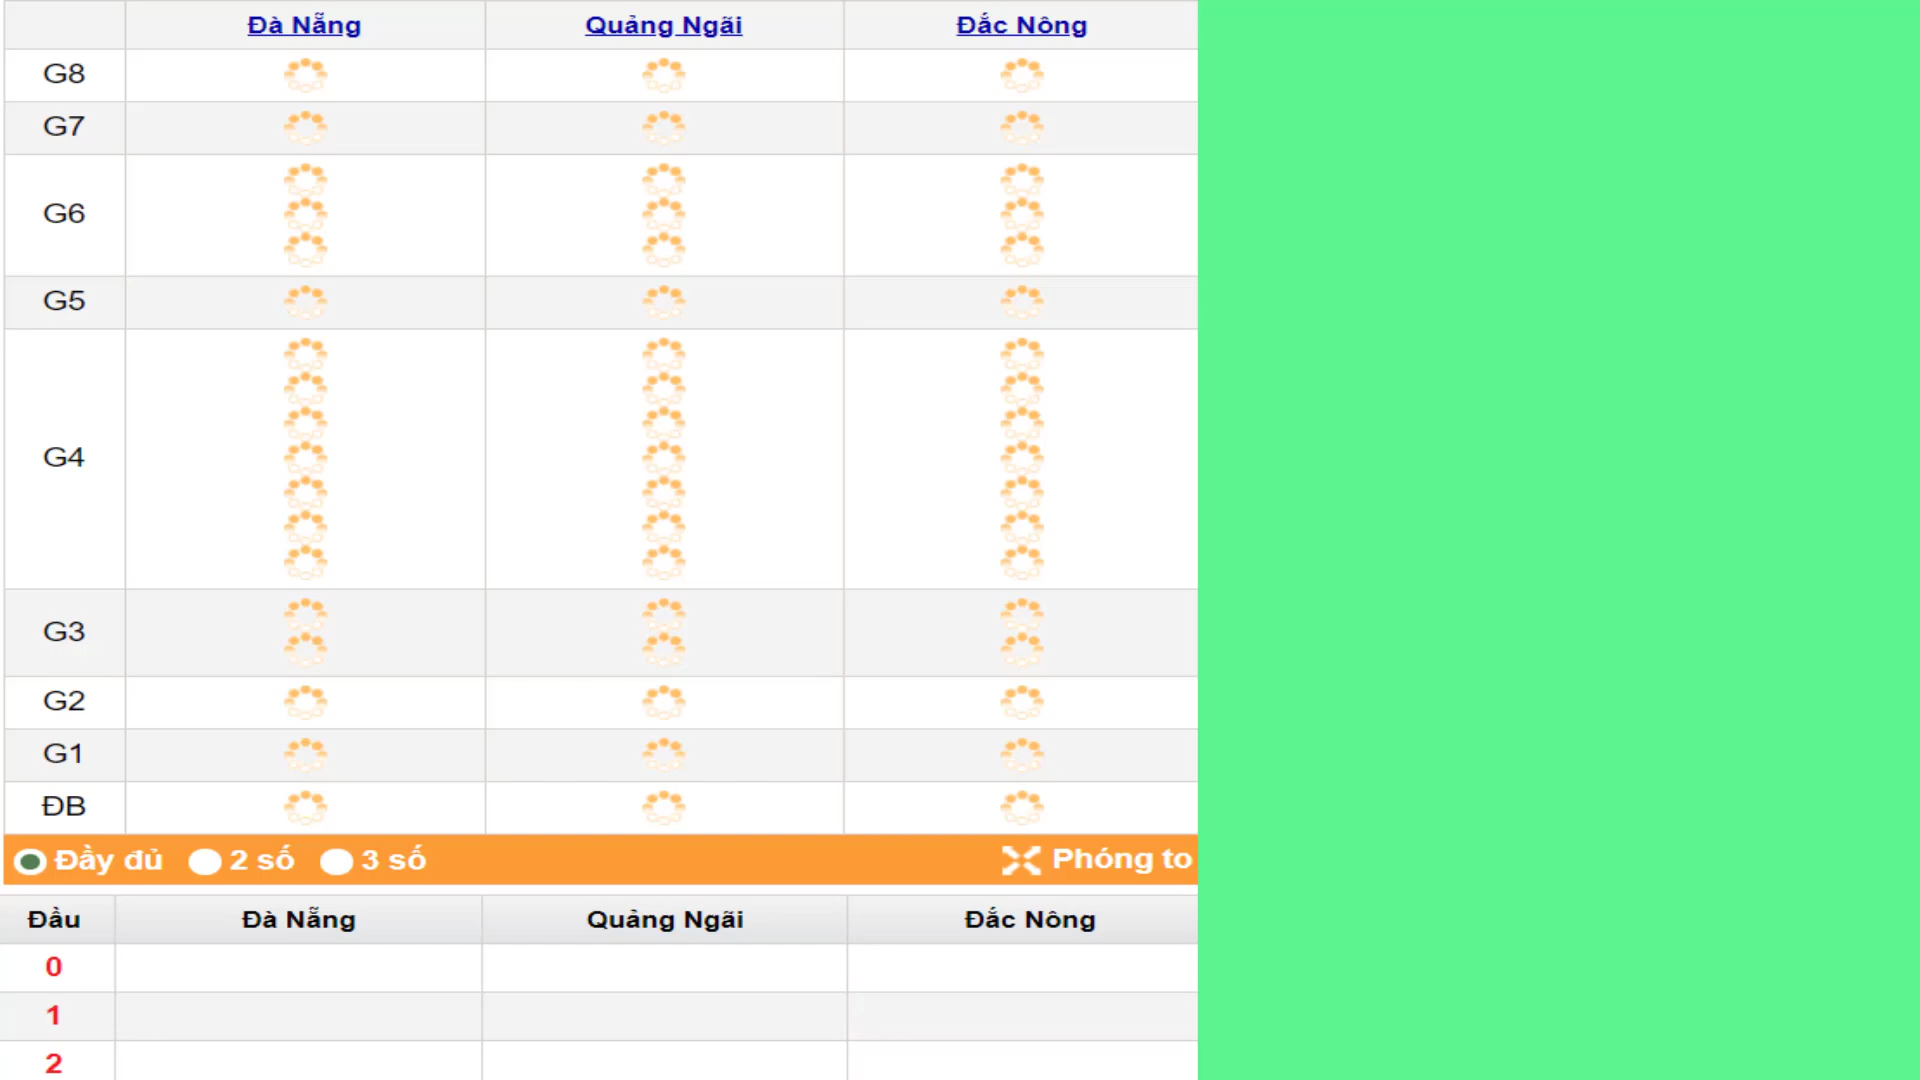 Đà Nẵng Quảng Ngãi Đắc Nông
G8
G7
G6
G5
G4
G3
G2
G1
ĐB
Đầy đủ 2 số 3 số Phóng to
Đầu Đà Nẵng Quảng Ngãi Đắc Nông
0
1
2